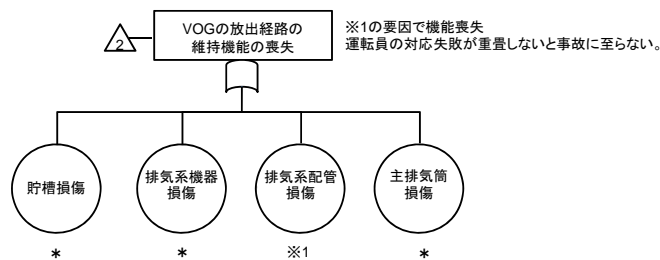 VOGの放出経路の
維持機能の喪失
※1の要因で機能喪失
運転員の対応失敗が重畳しないと事故に至らない。
2
貯槽損傷
排気系機器
損傷
排気系配管
損傷
主排気筒
損傷
*
*
※1
*